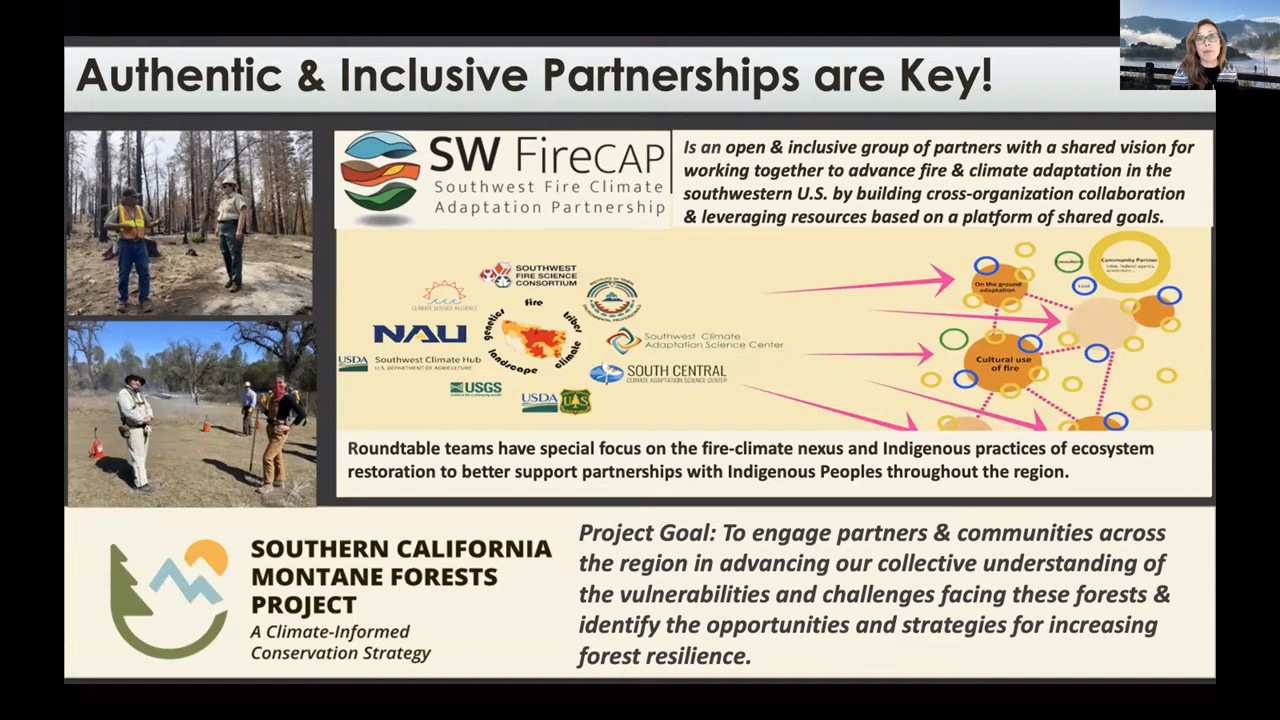 Authentic & Inclusive Partnerships are Key!
SW FireCAP
Southwest Fire Climate
Adaptation Partnership
Is an open & inclusive group of partners with a shared vision for
working together to advance fire & climate adaptation in the
southwestern U.S. by building cross-organization collaboration
& leveraging resources based on a platform of shared goals.
SOUTHWEST
FIRE SCIENCE
CONSORTIUM
CLIMATE SCIENCE ALLIANCE
NAU
USDA
Southwest Climate Hub
U.S. DEPARTMENT OF AGRICULTURE
USGS
USDA
UAS
fire
tribes
climate
landscape
genetics
Southwest Climate
Adaptation Science Center
SOUTH CENTRAL
CLIMATE ADAPTATION SCIENCE CENTER
On the ground
adaptation
Cultural use
of fire
Consultant
Lead
Community Partner
Roundtable teams have special focus on the fire-climate nexus and Indigenous practices of ecosystem
restoration to better support partnerships with Indigenous Peoples throughout the region.
SOUTHERN CALIFORNIA
MONTANE FORESTS
PROJECT
A Climate-Informed
Conservation Strategy
Project Goal: To engage partners & communities across
the region in advancing our collective understanding of
the vulnerabilities and challenges facing these forests &
identify the opportunities and strategies for increasing
forest resilience.